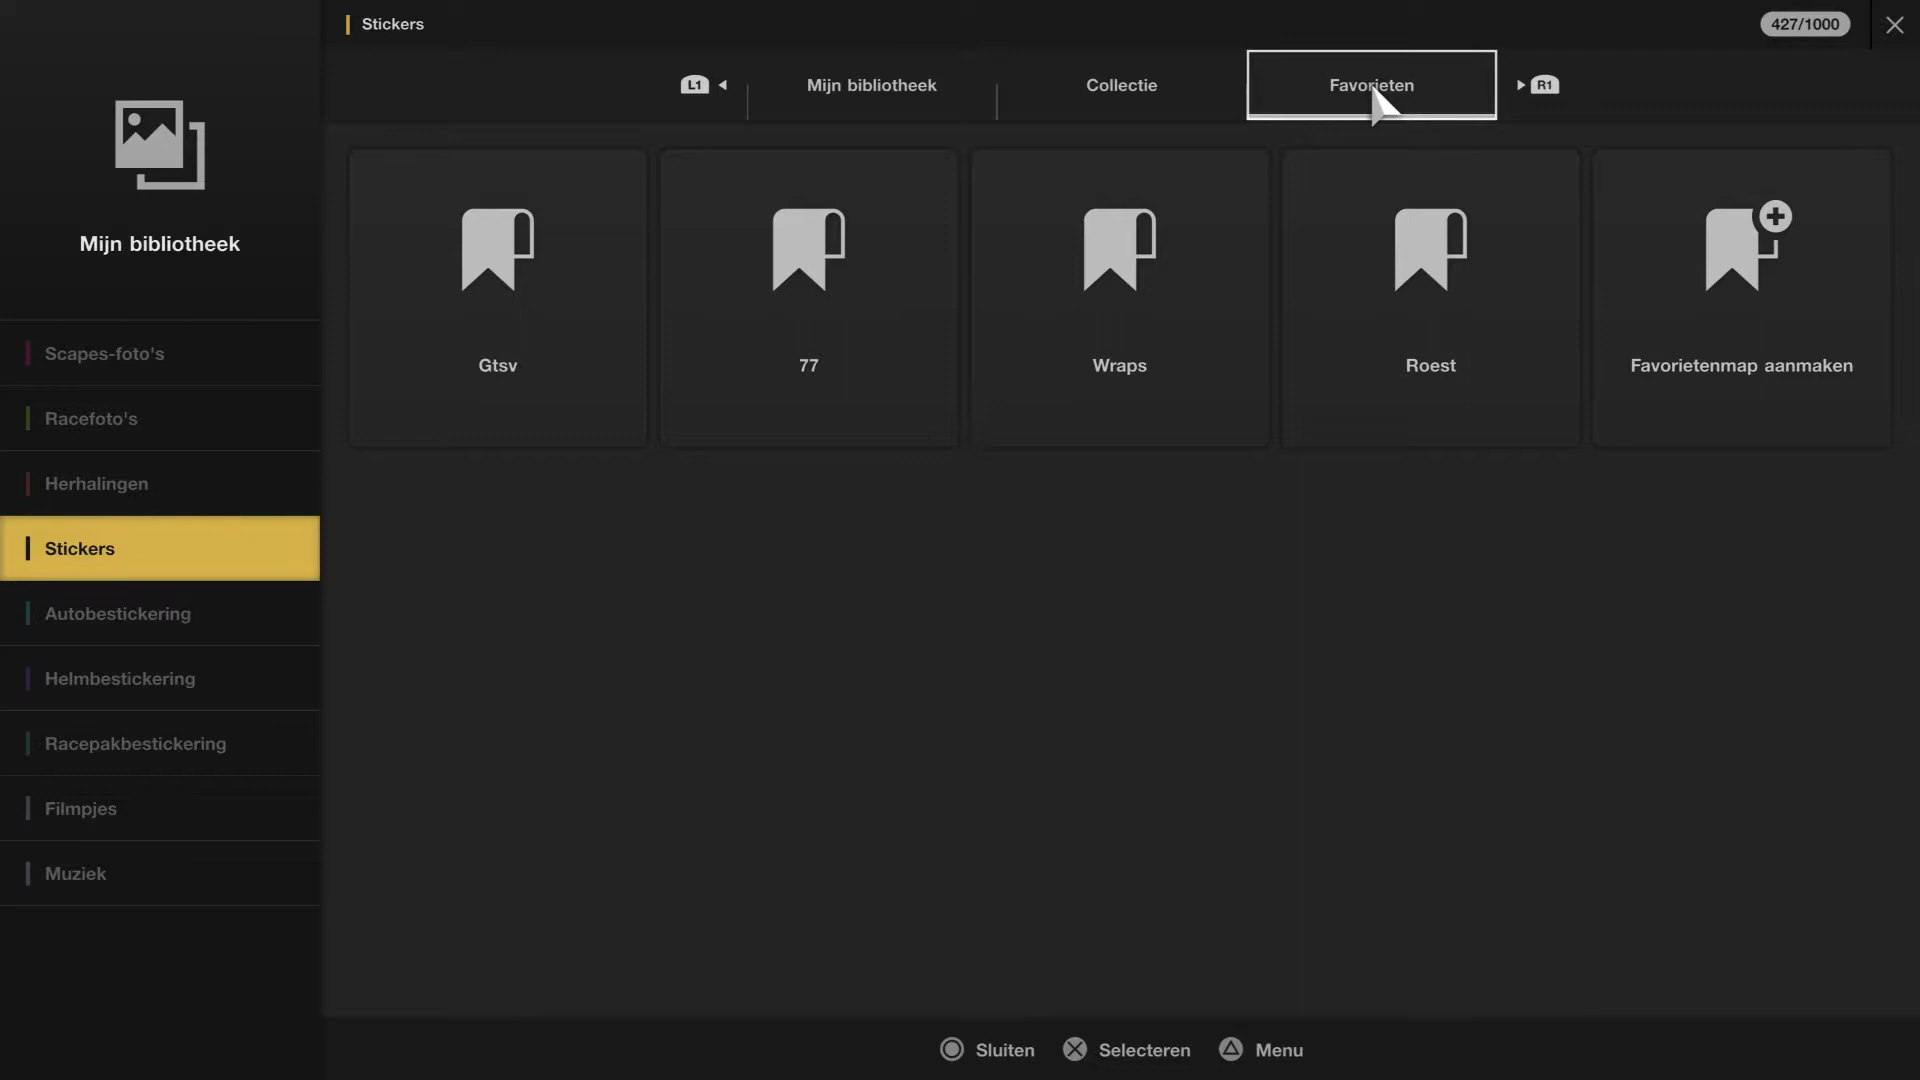 Stickers
427/1000
L1
Mijn bibliotheek
Collectie
Favorieten
R1
Mijn bibliotheek
Scapes-foto's
Racefoto's
Herhalingen
Stickers
Autobestickering
Helmbestickering
Racepakbestickering
Filmpjes
Muziek
Gtsv
77
Wraps
Roest
Favorietenmap aanmaken
Sluiten
Selecteren
Menu